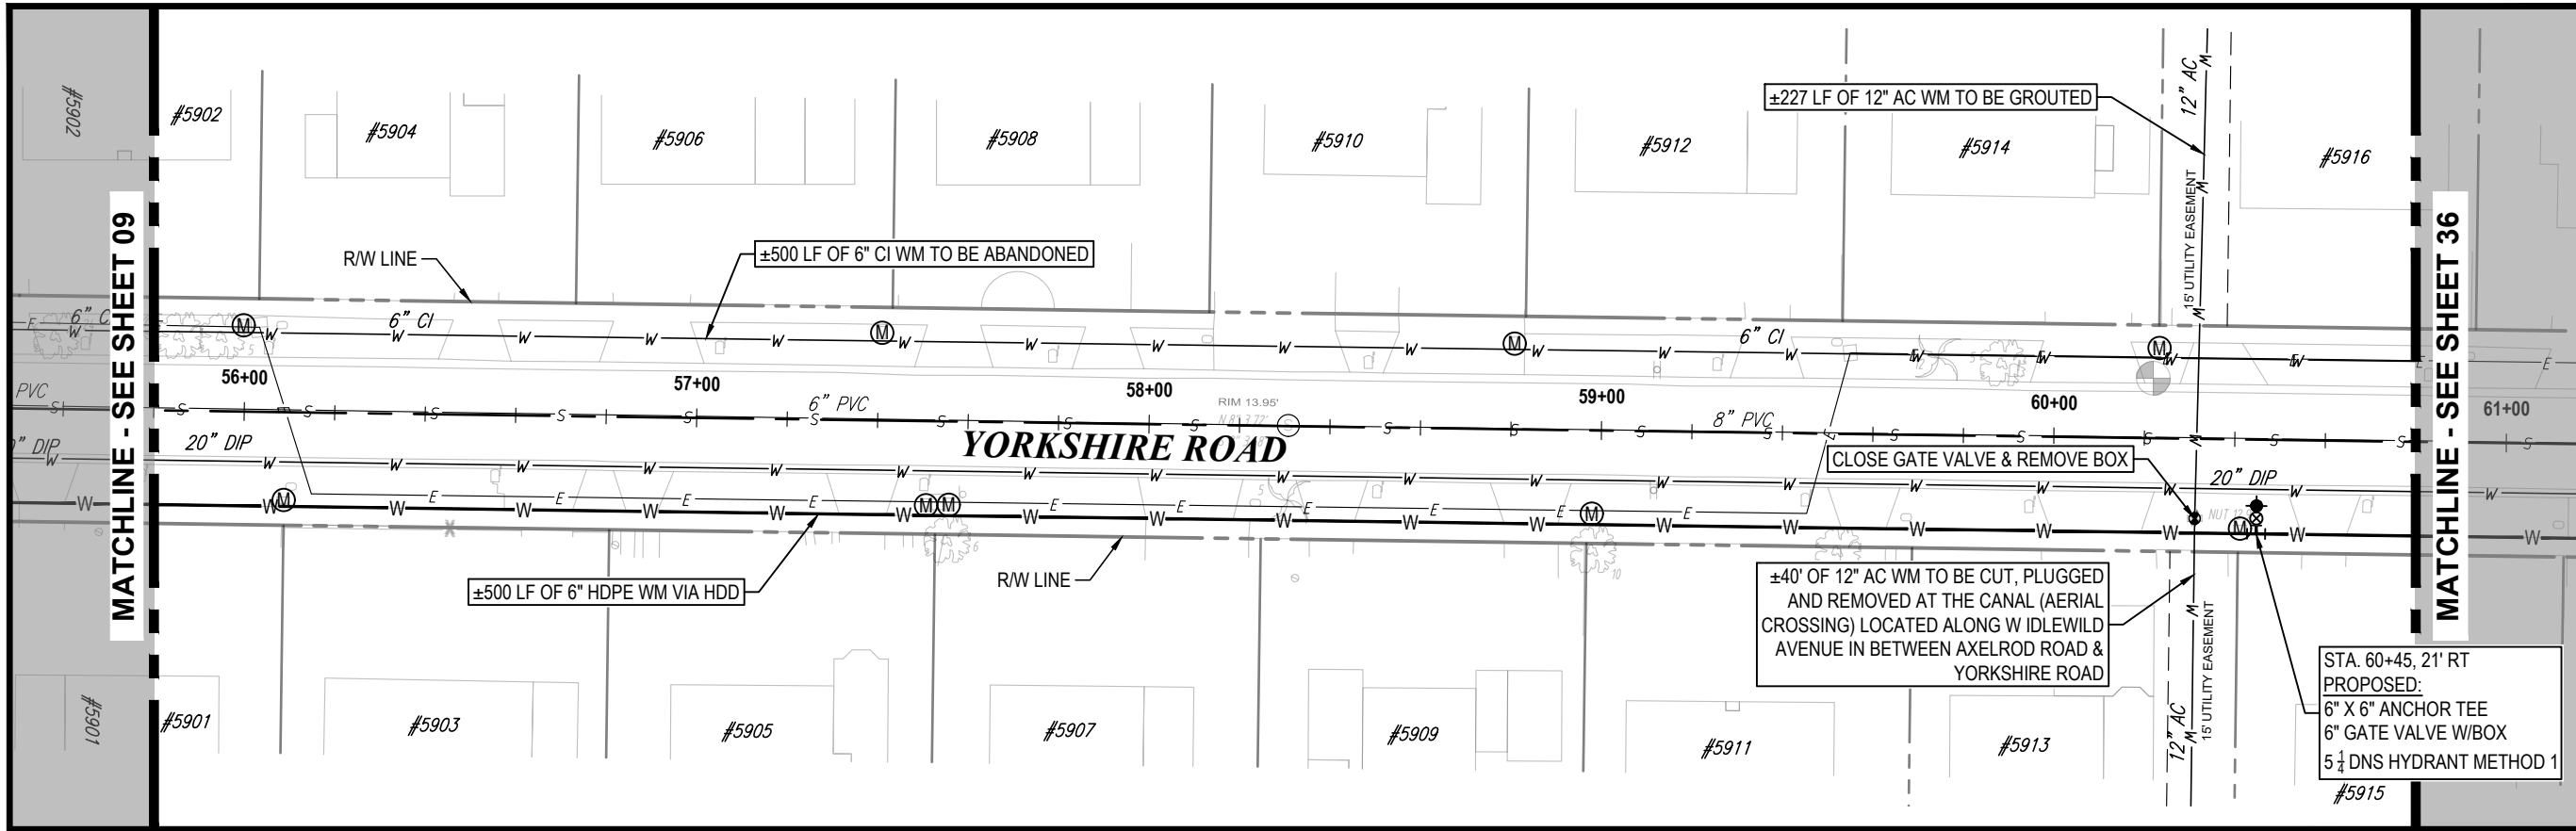 MATCHLINE - SEE SHEET 09
MATCHLINE - SEE SHEET 36
#5902
#5902
#5904
#5906
#5908
#5910
#5912
#5914
#5916
±227 LF OF 12" AC WM TO BE GROUTED
12" AC
15' UTILITY EASEMENT
R/W LINE
±500 LF OF 6" CI WM TO BE ABANDONED
6" C
6" CI
6" CI
56+00
57+00
58+00
59+00
60+00
61+00
PVC
6" PVC
RIM 13.95'
8" PVC
" DIP
20" DIP
YORKSHIRE ROAD
CLOSE GATE VALVE & REMOVE BOX
20" DIP
±500 LF OF 6" HDPE WM VIA HDD
R/W LINE
±40' OF 12" AC WM TO BE CUT, PLUGGED
AND REMOVED AT THE CANAL (AERIAL
CROSSING) LOCATED ALONG W IDLEWILD
AVENUE IN BETWEEN AXELROD ROAD &
YORKSHIRE ROAD
15' UTILITY EASEMENT
12" AC
STA. 60+45, 21' RT
PROPOSED:
6" X 6" ANCHOR TEE
6" GATE VALVE W/BOX
5 1/4 DNS HYDRANT METHOD 1
#5901
#5901
#5903
#5905
#5907
#5909
#5911
#5913
#5915